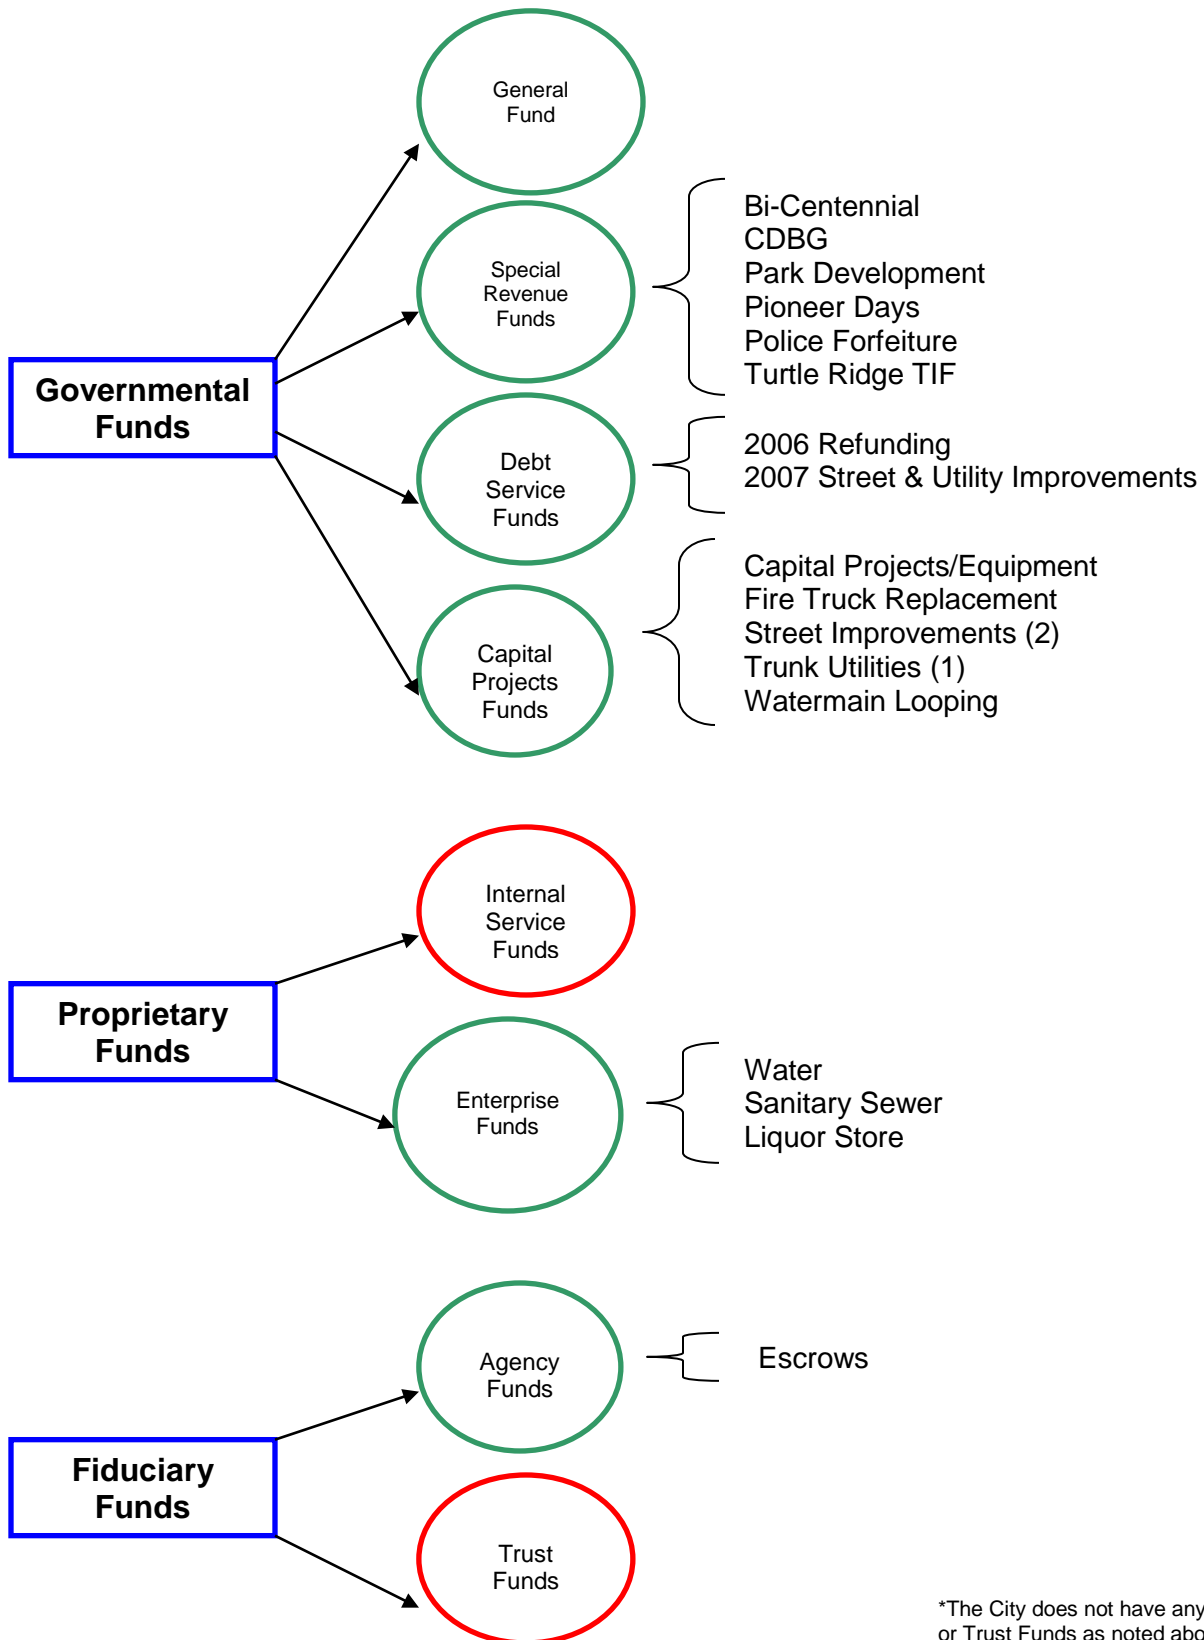 General
Fund
Special
Revenue
Funds
Bi-Centennial
CDBG
Park Development
Pioneer Days
Police Forfeiture
Turtle Ridge TIF
Governmental
Funds
Debt
Service
Funds
2006 Refunding
2007 Street & Utility Improvements
Capital
Projects
Funds
Capital Projects/Equipment
Fire Truck Replacement
Street Improvements (2)
Trunk Utilities (1)
Watermain Looping
Internal
Service
Funds
Proprietary
Funds
Enterprise
Funds
Water
Sanitary Sewer
Liquor Store
Agency
Funds
Escrows
Fiduciary
Funds
Trust
Funds
*The City does not have any
or Trust Funds as noted abo